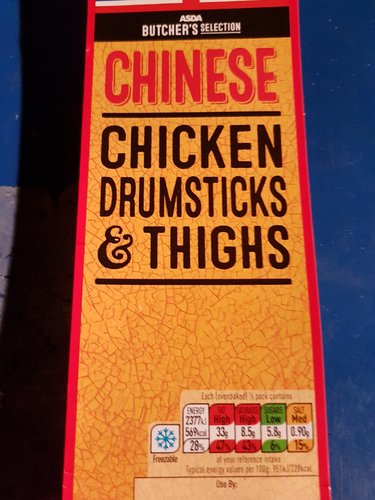 ASDA
BUTCHER'S SELECTION
CHINESE
CHICKEN
DRUMSTICKS
& THIGHS
Each (ovenbaked) ½ pack contains
ENERGY FAT SATURATES SUGARS SALT
2377kJ High High Low Med
569kcal 33g 8.5g 5.8g 0.90g
28% 47% 43% 6% 15%
Freezable
of your reference intake
Typical energy values per 100g: 951kJ/228kcal
Use By: